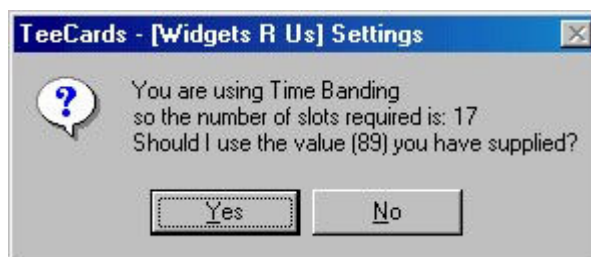 TeeCards - [Widgets R Us] Settings
You are using Time Banding
so the number of slots required is: 17
Should I use the value (89) you have supplied?
Yes No